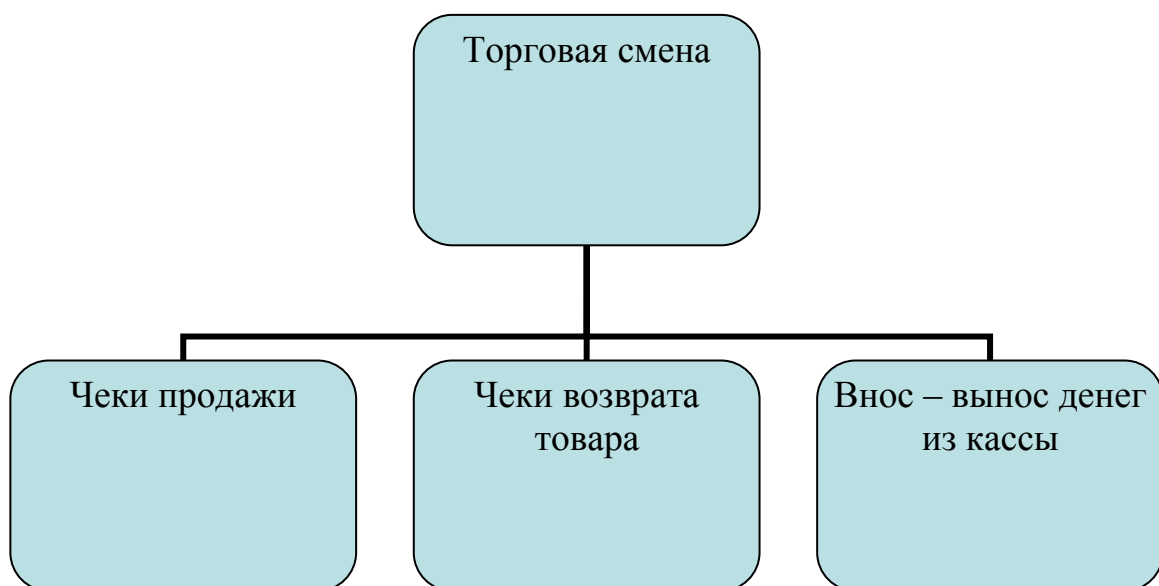 Торговая смена
Чеки продажи
Чеки возврата
товара
Внос – вынос денег
из кассы